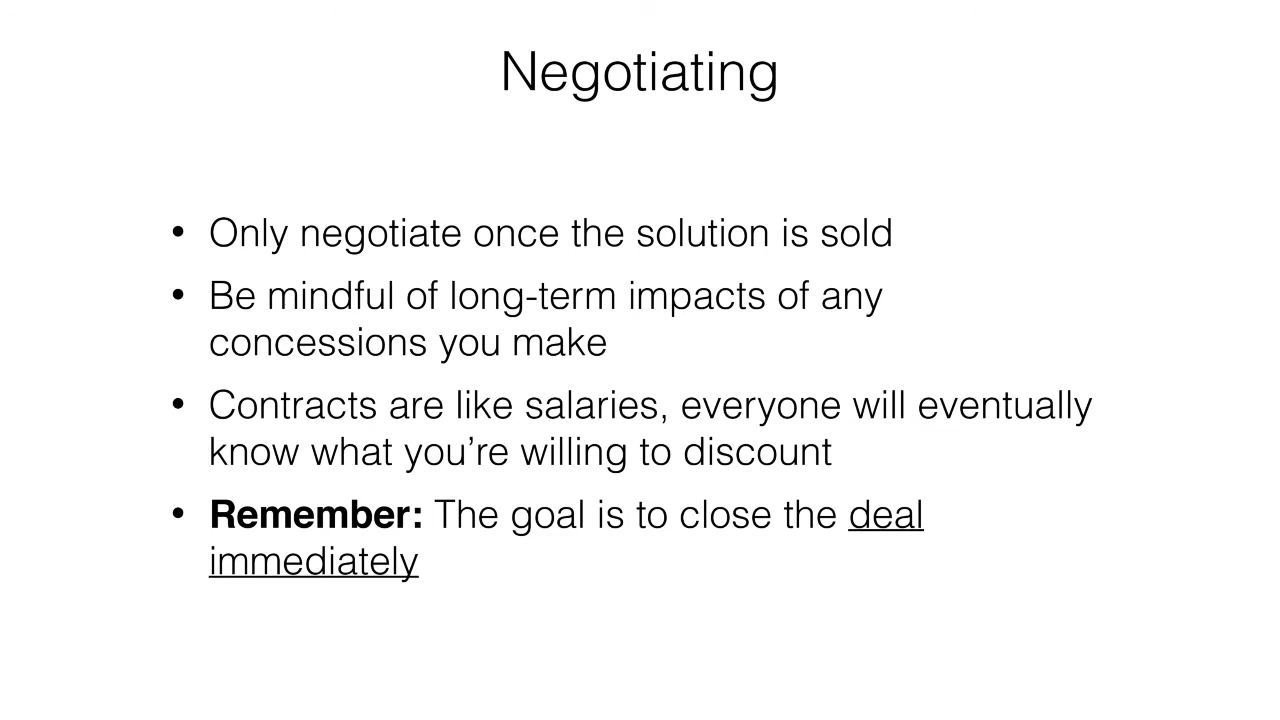 Negotiating
• Only negotiate once the solution is sold
• Be mindful of long-term impacts of any
concessions you make
• Contracts are like salaries, everyone will eventually
know what you’re willing to discount
• Remember: The goal is to close the deal
immediately